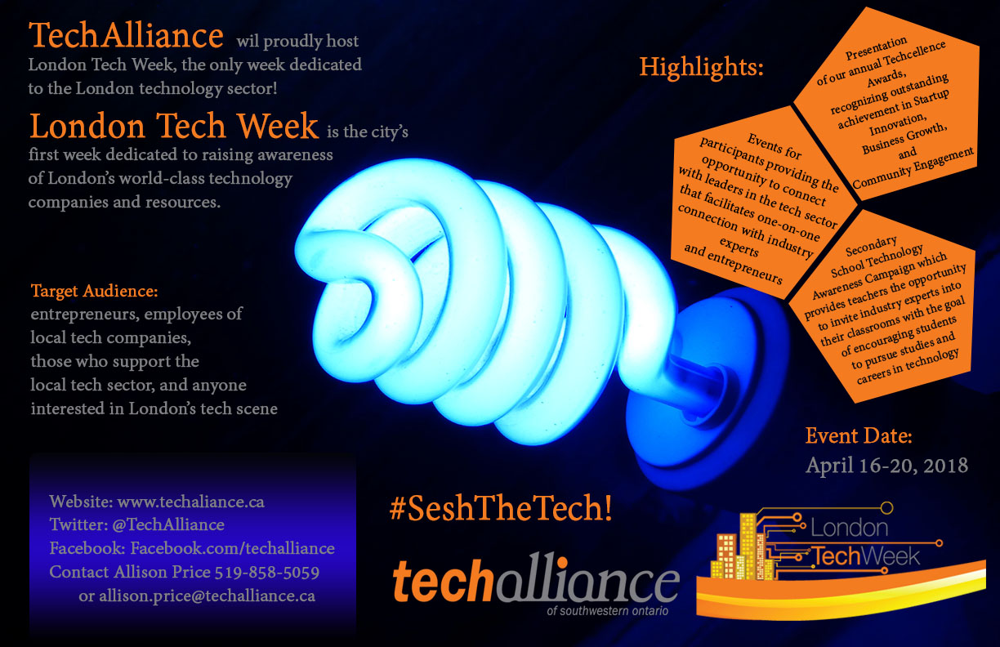 TechAlliance wil proudly host
London Tech Week, the only week dedicated
to the London technology sector!
London Tech Week is the city's
first week dedicated to raising awareness
of London's world-class technology
companies and resources.
Target Audience:
entrepreneurs, employees of
local tech companies,
those who support the
local tech sector, and anyone
interested in London's tech scene
Website: www.techaliance.ca
Twitter: @TechAlliance
Facebook: Facebook.com/techalliance
Contact Allison Price 519-858-5059
or allison.price@techalliance.ca
Highlights:
Presentation
of our annual Techcellence
Awards,
recognizing outstanding
achievement in Startup
Innovation,
Business Growth,
and
Community Engagement
Events for
participants providing the
opportunity to connect
with leaders in the tech sector
that facilitates one-on-one
connection with industry
experts
and entrepreneurs
Secondary
School Technology
Awareness Campaign which
provides teachers the opportunity
to invite industry experts into
their classrooms with the goal
of encouraging students
to pursue studies and
careers in technology
Event Date:
April 16-20, 2018
#SeshTheTech!
techalliance
of southwestern ontario
London
TechWeek